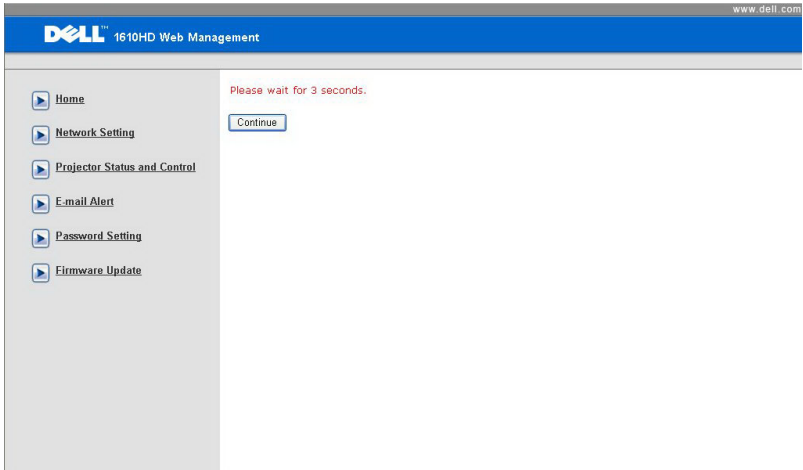 www.dell.com
DELL™ 1610HD Web Management
Home
Please wait for 3 seconds.
Continue
Network Setting
Projector Status and Control
E-mail Alert
Password Setting
Firmware Update